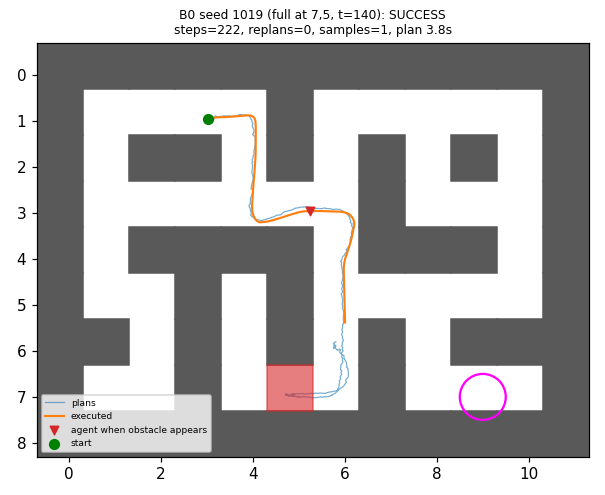 B0 seed 1019 (full at 7,5, t=140): SUCCESS
steps=222, replans=0, samples=1, plan 3.8s
0
1
2
3
4
5
6
7
8
plans
executed
agent when obstacle appears
start
0 2 4 6 8 10